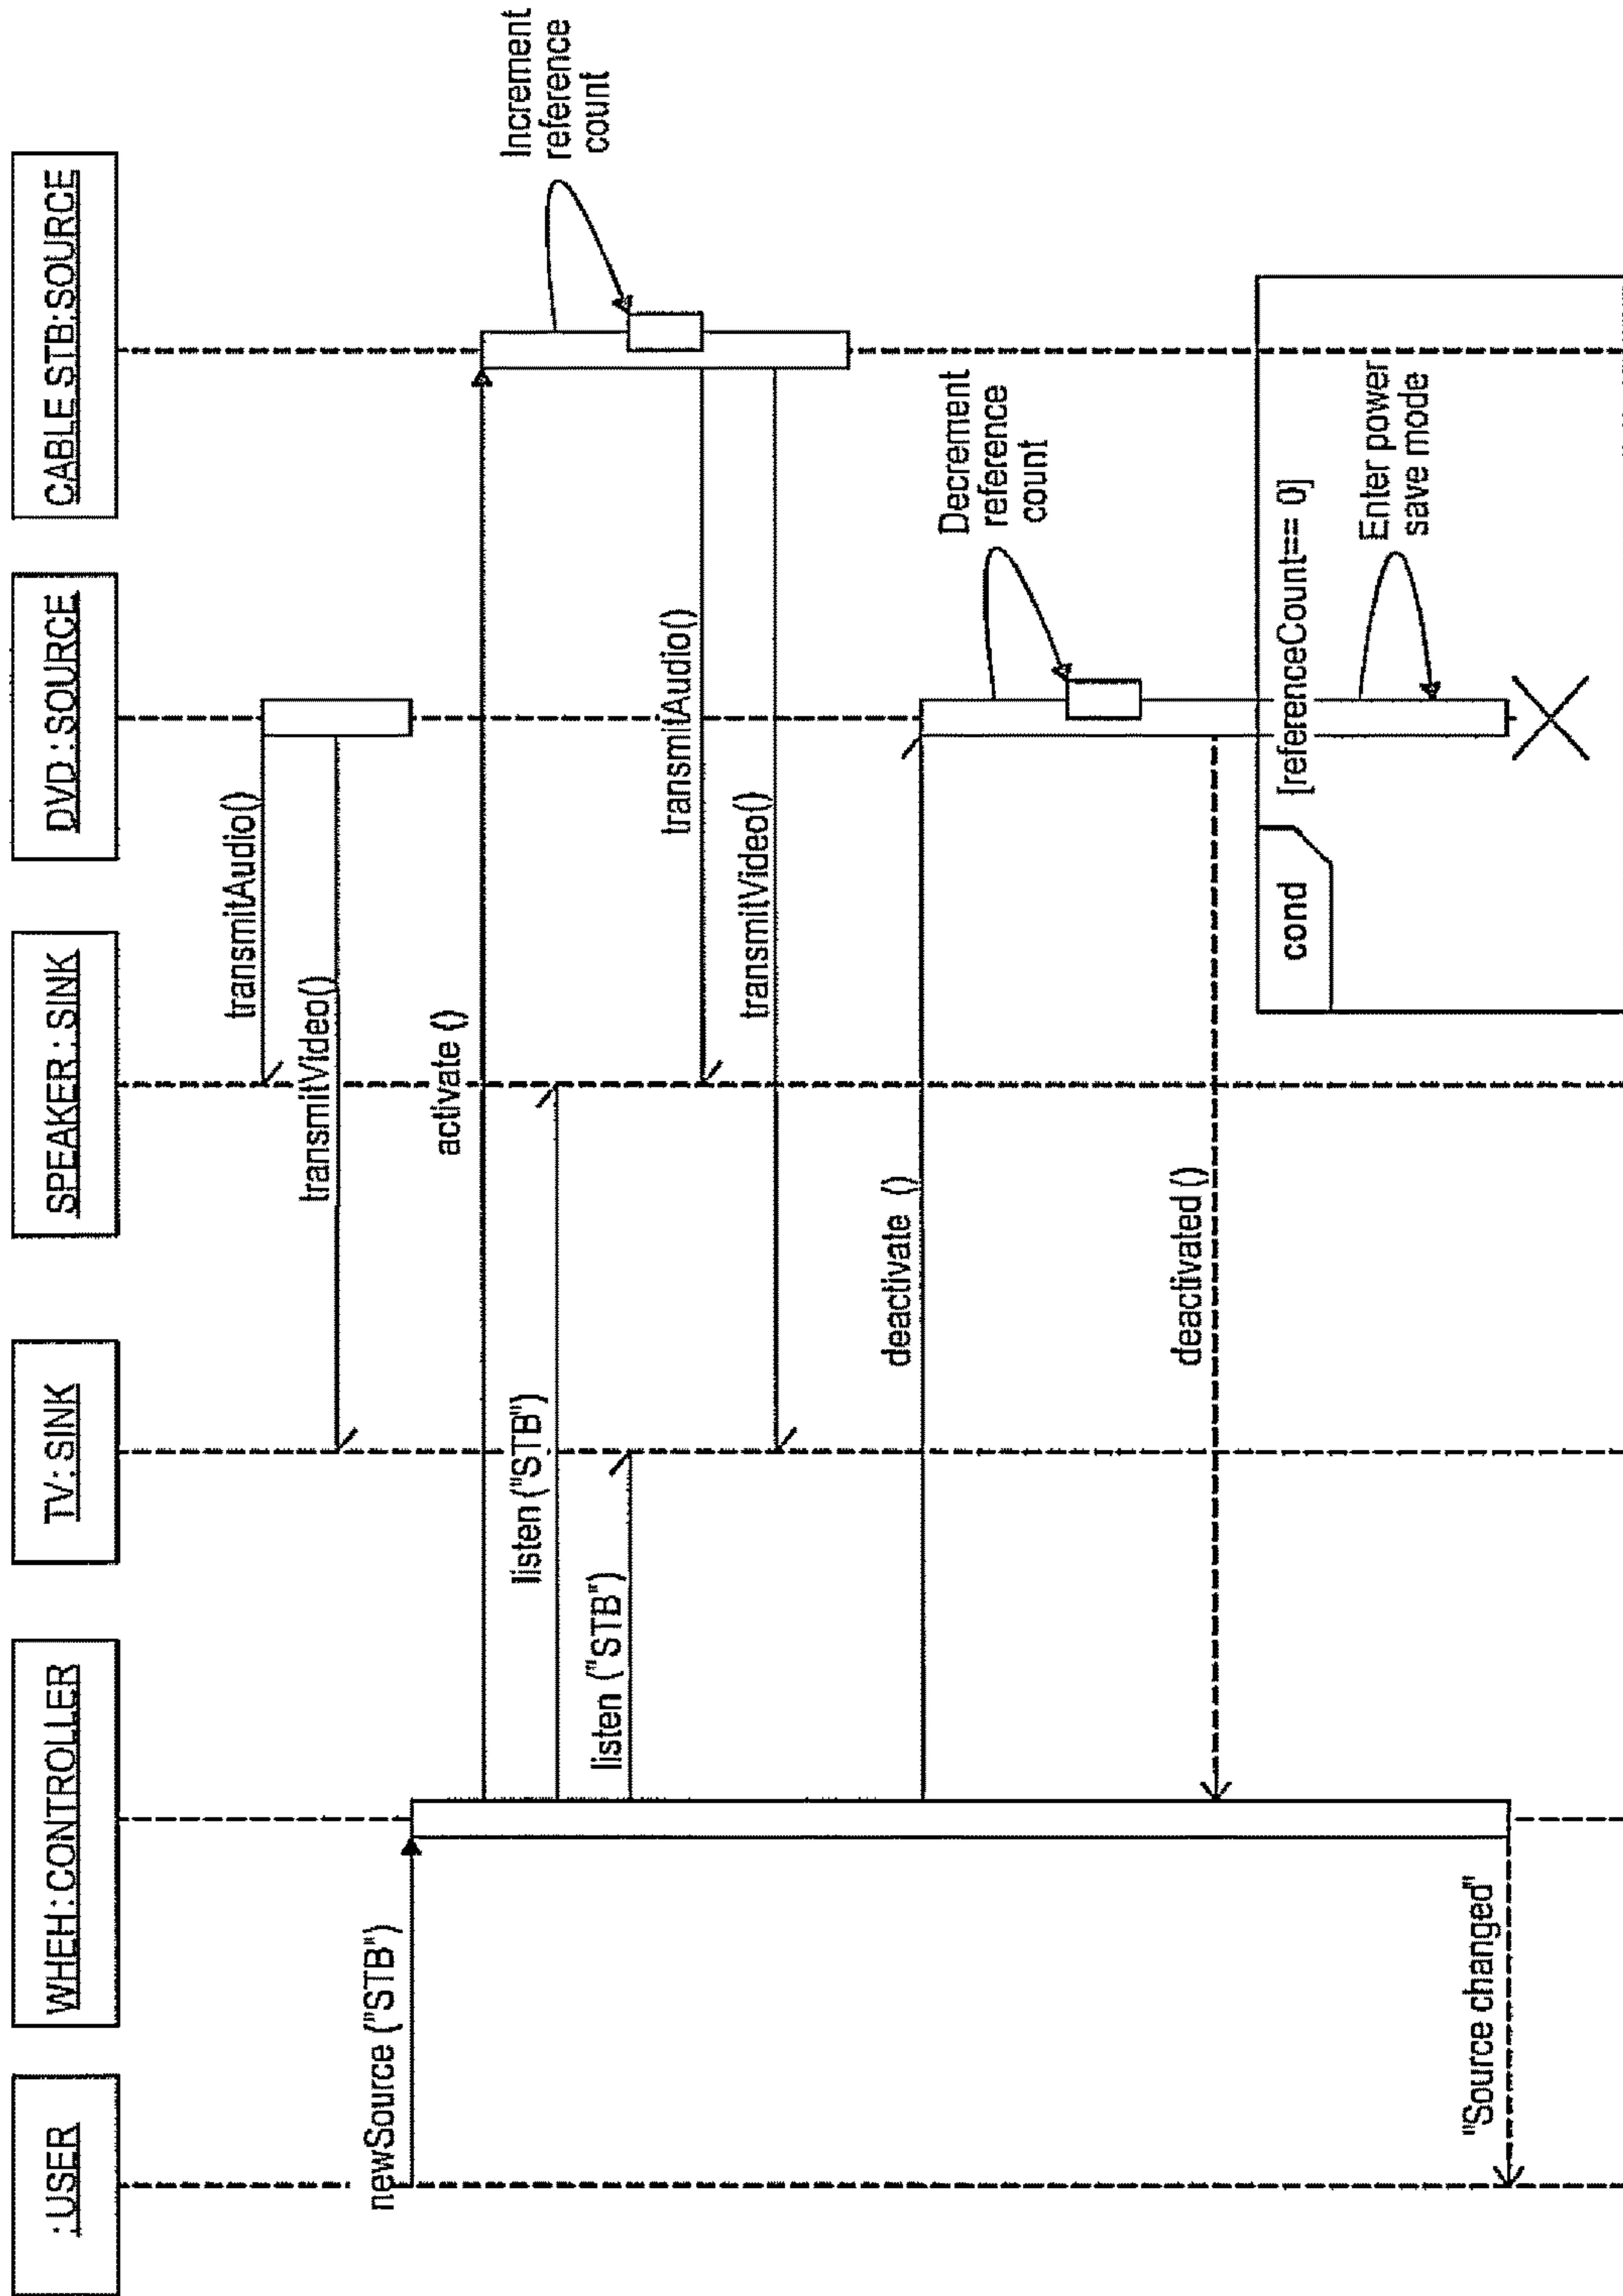 :USER
WHEH:CONTROLLER
TV:SINK
SPEAKER:SINK
DVD:SOURCE
CABLE STB:SOURCE
transmitAudio()
transmitVideo()
newSource ("STB")
activate ()
listen ("STB")
Increment
reference
count
listen ("STB")
transmitAudio()
transmitVideo()
deactivate ()
Decrement
reference
count
deactivated ()
cond
[referenceCount== 0]
Enter power
save mode
"Source changed"